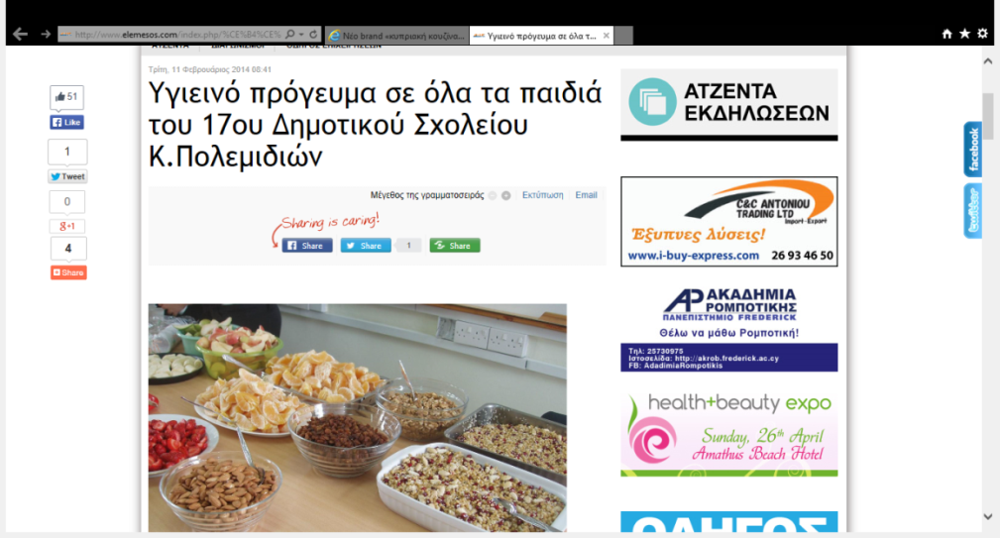 http://www.elemesos.com/index.php/%CE%B4%CE%
Νέο brand «κυπριακή κουζίνα...
Υγιεινό πρόγευμα σε όλα τ...
ΑΤΖΕΝΤΑ ΔΙΑΓΩΝΙΣΜΟΙ ΟΔΗΓΟΣ ΕΠΙΧΕΙΡΗΣΕΩΝ
Τρίτη, 11 Φεβρουάριος 2014 08:41
Υγιεινό πρόγευμα σε όλα τα παιδιά
του 17ου Δημοτικού Σχολείου
Κ.Πολεμιδιών
51
Like
1
Tweet
0
g+1
4
Share
Μέγεθος της γραμματοσειράς Εκτύπωση Email
Sharing is caring!
Share Share 1 Share
ΑΤΖΕΝΤΑ
ΕΚΔΗΛΩΣΕΩΝ
facebook
C&C ANTONIOU
TRADING LTD
Import-Export
Έξυπνες λύσεις!
www.i-buy-express.com 26 93 46 50
AP ΑΚΑΔΗΜΙΑ
ΡΟΜΠΟΤΙΚΗΣ
ΠΑΝΕΠΙΣΤΗΜΙΟ FREDERICK
Θέλω να μάθω Ρομποτική!
Τηλ: 25730975
Ιστοσελίδα: http://akrob.frederick.ac.cy
FB: AdadimiaRompotikis
health+beauty expo
Sunday, 26th April
Amathus Beach Hotel
ΟΔΗΓΟΣ